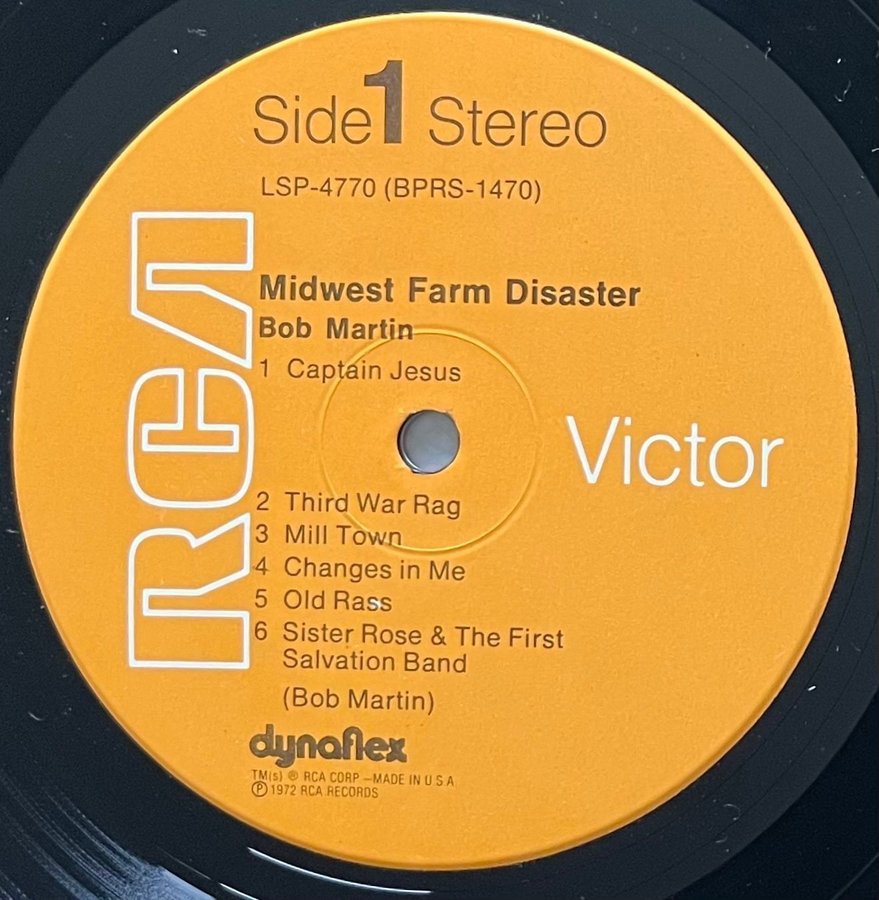 Side 1 Stereo
LSP-4770 (BPRS-1470)
RCA
Midwest Farm Disaster
Bob Martin
1 Captain Jesus
Victor
2 Third War Rag
3 Mill Town
4 Changes in Me
5 Old Rass
6 Sister Rose & The First
Salvation Band
(Bob Martin)
dynaflex
TM(s) ® RCA CORP –MADE IN U.S.A
℗ 1972 RCA RECORDS